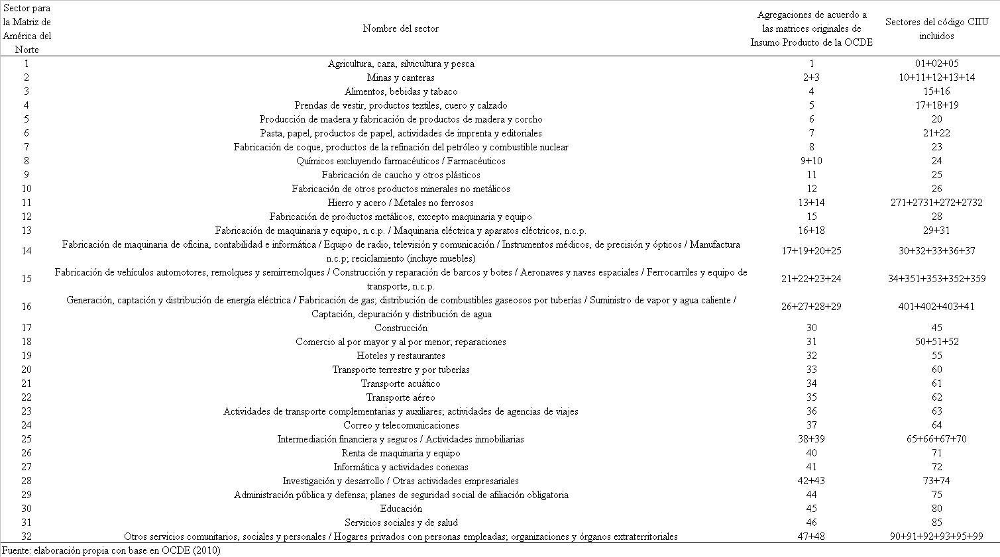 Sector para
la Matriz de
América del
Norte
Nombre del sector
Agregaciones de acuerdo a
las matrices originales de
Insumo Producto de la OCDE
Sectores del código CIIU
incluidos
1 Agricultura, caza, silvicultura y pesca 1 01+02+05
2 Minas y canteras 2+3 10+11+12+13+14
3 Alimentos, bebidas y tabaco 4 15+16
4 Prendas de vestir, productos textiles, cuero y calzado 5 17+18+19
5 Producción de madera y fabricación de productos de madera y corcho 6 20
6 Pasta, papel, productos de papel, actividades de imprenta y editoriales 7 21+22
7 Fabricación de coque, productos de la refinación del petróleo y combustible nuclear 8 23
8 Químicos excluyendo farmacéuticos / Farmacéuticos 9+10 24
9 Fabricación de caucho y otros plásticos 11 25
10 Fabricación de otros productos minerales no metálicos 12 26
11 Hierro y acero / Metales no ferrosos 13+14 271+2731+272+2732
12 Fabricación de productos metálicos, excepto maquinaria y equipo 15 28
13 Fabricación de maquinaria y equipo, n.c.p. / Maquinaria eléctrica y aparatos eléctricos, n.c.p. 16+18 29+31
14 Fabricación de maquinaria de oficina, contabilidad e informática / Equipo de radio, televisión y comunicación / Instrumentos médicos, de precisión y ópticos / Manufactura
n.c.p; reciclamiento (incluye muebles) 17+19+20+25 30+32+33+36+37
15 Fabricación de vehículos automotores, remolques y semirremolques / Construcción y reparación de barcos y botes / Aeronaves y naves espaciales / Ferrocarriles y equipo de
transporte, n.c.p. 21+22+23+24 34+351+353+352+359
16 Generación, captación y distribución de energía eléctrica / Fabricación de gas; distribución de combustibles gaseosos por tuberías / Suministro de vapor y agua caliente /
Captación, depuración y distribución de agua 26+27+28+29 401+402+403+41
17 Construcción 30 45
18 Comercio al por mayor y al por menor; reparaciones 31 50+51+52
19 Hoteles y restaurantes 32 55
20 Transporte terrestre y por tuberías 33 60
21 Transporte acuático 34 61
22 Transporte aéreo 35 62
23 Actividades de transporte complementarias y auxiliares; actividades de agencias de viajes 36 63
24 Correo y telecomunicaciones 37 64
25 Intermediación financiera y seguros / Actividades inmobiliarias 38+39 65+66+67+70
26 Renta de maquinaria y equipo 40 71
27 Informática y actividades conexas 41 72
28 Investigación y desarrollo / Otras actividades empresariales 42+43 73+74
29 Administración pública y defensa; planes de seguridad social de afiliación obligatoria 44 75
30 Educación 45 80
31 Servicios sociales y de salud 46 85
32 Otros servicios comunitarios, sociales y personales / Hogares privados con personas empleadas; organizaciones y órganos extraterritoriales 47+48 90+91+92+93+95+99
Fuente: elaboración propia con base en OCDE (2010)